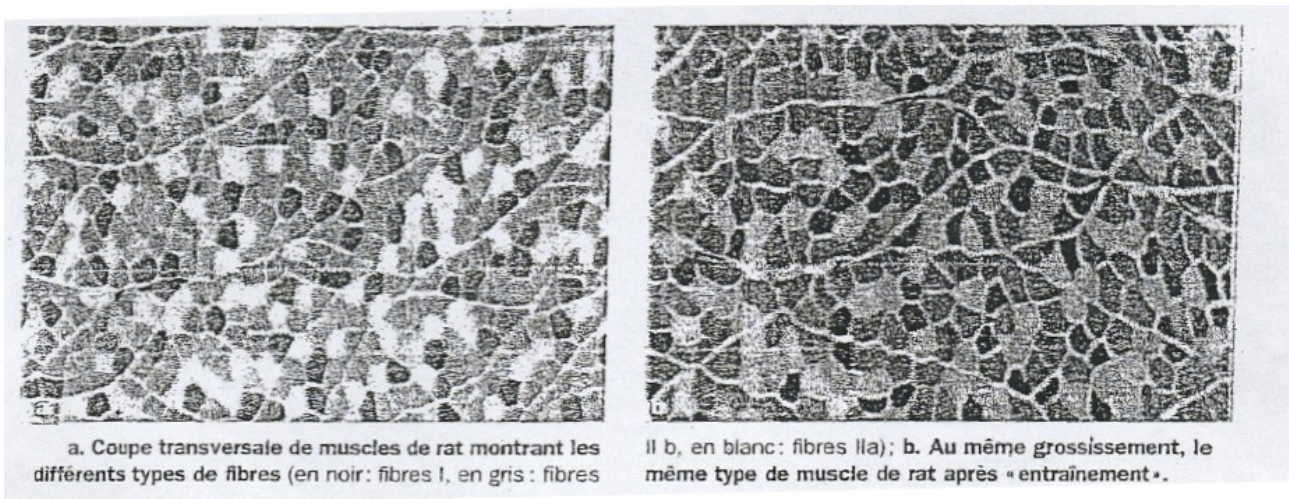 a. Coupe transversale de muscles de rat montrant les
différents types de fibres (en noir: fibres I, en gris : fibres
II b, en blanc: fibres IIa); b. Au même grossissement, le
même type de muscle de rat après « entraînement ».